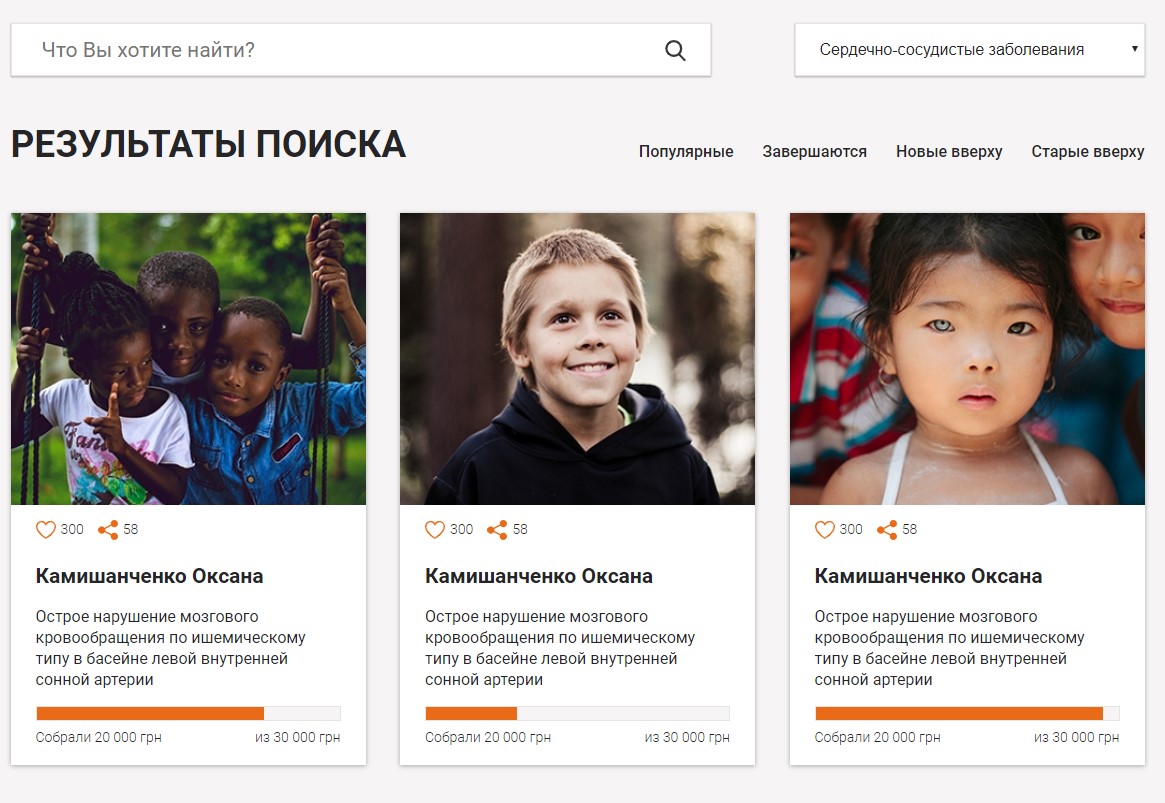 Что Вы хотите найти?
Сердечно-сосудистые заболевания
РЕЗУЛЬТАТЫ ПОИСКА
Популярные Завершаются Новые вверху Старые вверху
300 58
Камишанченко Оксана
Острое нарушение мозгового
кровообращения по ишемическому
типу в басейне левой внутренней
сонной артерии
Собрали 20 000 грн из 30 000 грн
300 58
Камишанченко Оксана
Острое нарушение мозгового
кровообращения по ишемическому
типу в басейне левой внутренней
сонной артерии
Собрали 20 000 грн из 30 000 грн
300 58
Камишанченко Оксана
Острое нарушение мозгового
кровообращения по ишемическому
типу в басейне левой внутренней
сонной артерии
Собрали 20 000 грн из 30 000 грн